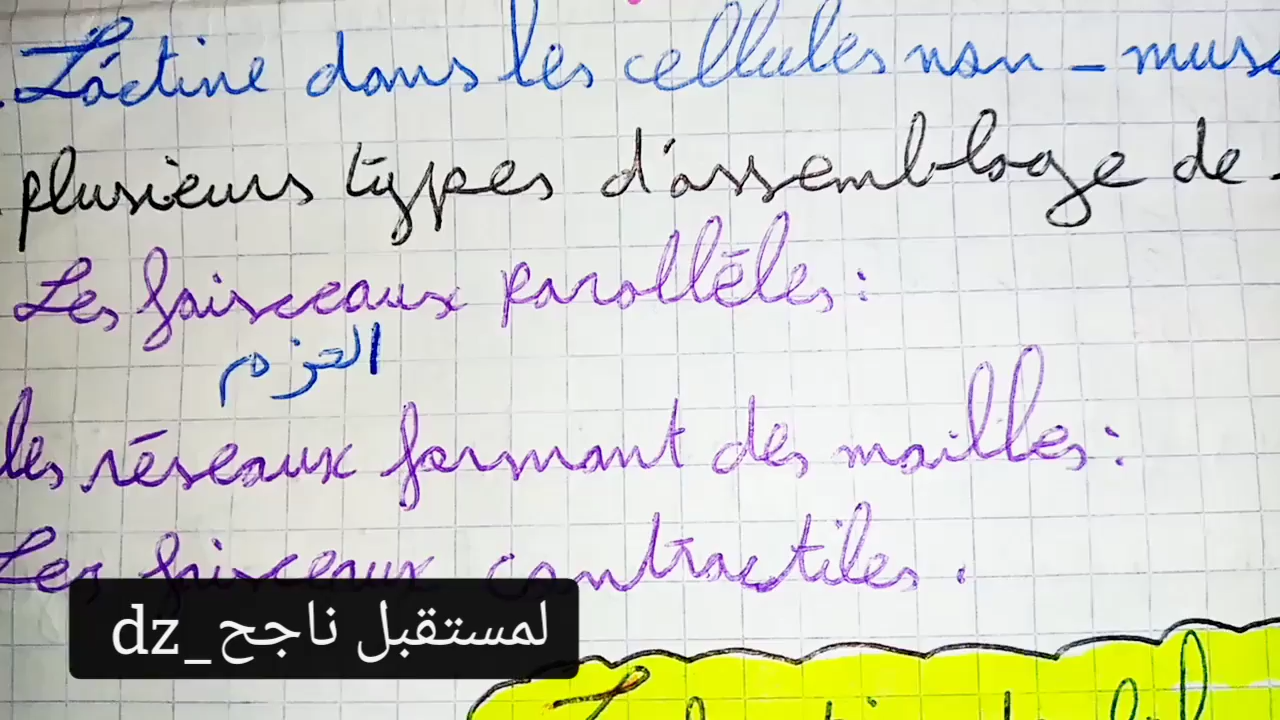 L'actine dans les cellules non-musc
plusieurs types d'assemblage de
Les faisceaux parallèles:
الحزم
les réseaux formant des mailles:
Les faisceaux contractiles.
لمستقبل ناجح_dz